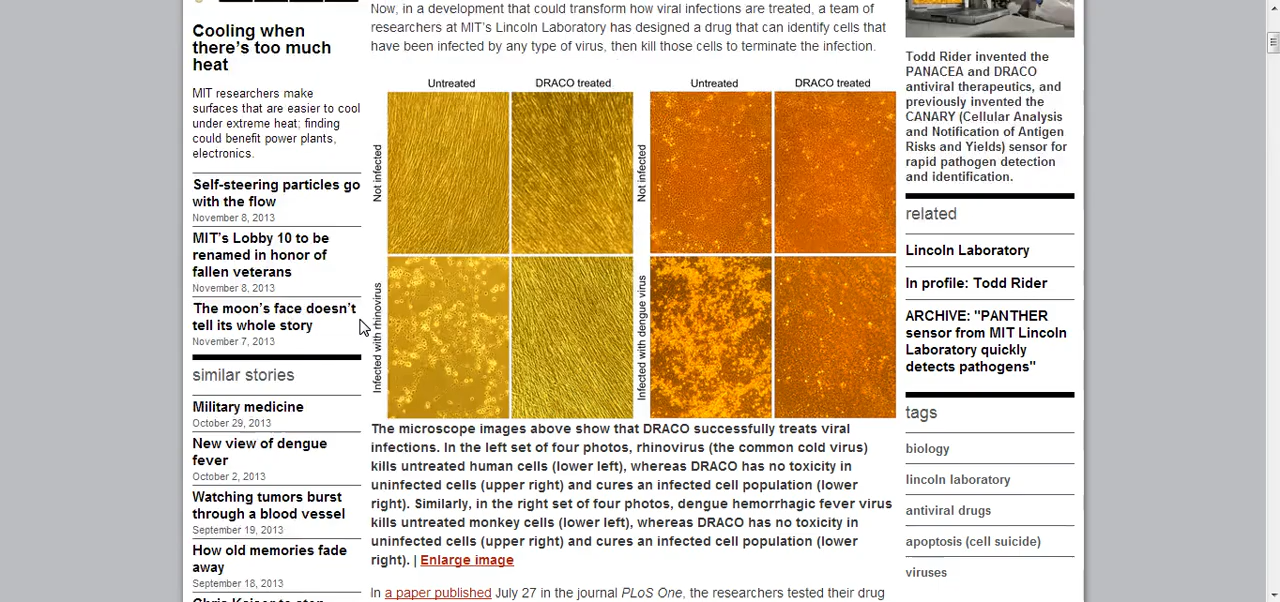 Cooling when
there's too much
heat
MIT researchers make
surfaces that are easier to cool
under extreme heat; finding
could benefit power plants,
electronics.
Self-steering particles go
with the flow
November 8, 2013
MIT's Lobby 10 to be
renamed in honor of
fallen veterans
November 8, 2013
The moon's face doesn't
tell its whole story
November 7, 2013
similar stories
Military medicine
October 29, 2013
New view of dengue
fever
October 2, 2013
Watching tumors burst
through a blood vessel
September 19, 2013
How old memories fade
away
September 18, 2013
Now, in a development that could transform how viral infections are treated, a team of
researchers at MIT's Lincoln Laboratory has designed a drug that can identify cells that
have been infected by any type of virus, then kill those cells to terminate the infection.
Untreated DRACO treated Untreated DRACO treated
Not infected
Not infected
Infected with rhinovirus
Infected with dengue virus
The microscope images above show that DRACO successfully treats viral
infections. In the left set of four photos, rhinovirus (the common cold virus)
kills untreated human cells (lower left), whereas DRACO has no toxicity in
uninfected cells (upper right) and cures an infected cell population (lower
right). Similarly, in the right set of four photos, dengue hemorrhagic fever virus
kills untreated monkey cells (lower left), whereas DRACO has no toxicity in
uninfected cells (upper right) and cures an infected cell population (lower
right). | Enlarge image
In a paper published July 27 in the journal PLoS One, the researchers tested their drug
Todd Rider invented the
PANACEA and DRACO
antiviral therapeutics, and
previously invented the
CANARY (Cellular Analysis
and Notification of Antigen
Risks and Yields) sensor for
rapid pathogen detection
and identification.
related
Lincoln Laboratory
In profile: Todd Rider
ARCHIVE: "PANTHER
sensor from MIT Lincoln
Laboratory quickly
detects pathogens"
tags
biology
lincoln laboratory
antiviral drugs
apoptosis (cell suicide)
viruses